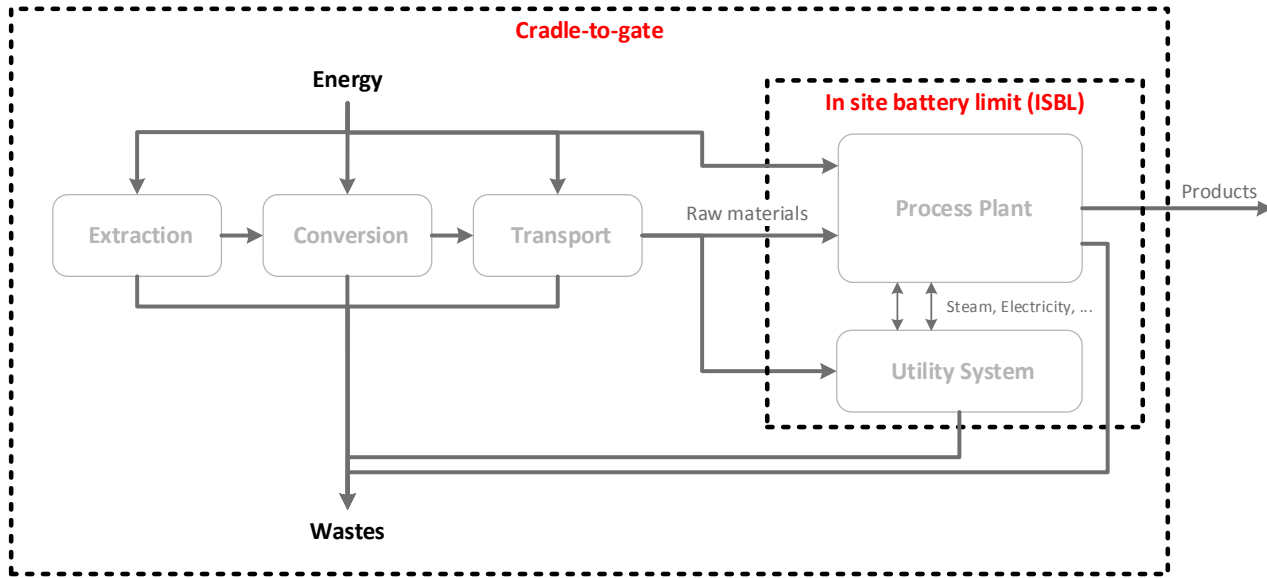 Cradle-to-gate
Energy
In site battery limit (ISBL)
Extraction
Conversion
Transport
Raw materials
Process Plant
Products
Steam, Electricity, ...
Utility System
Wastes